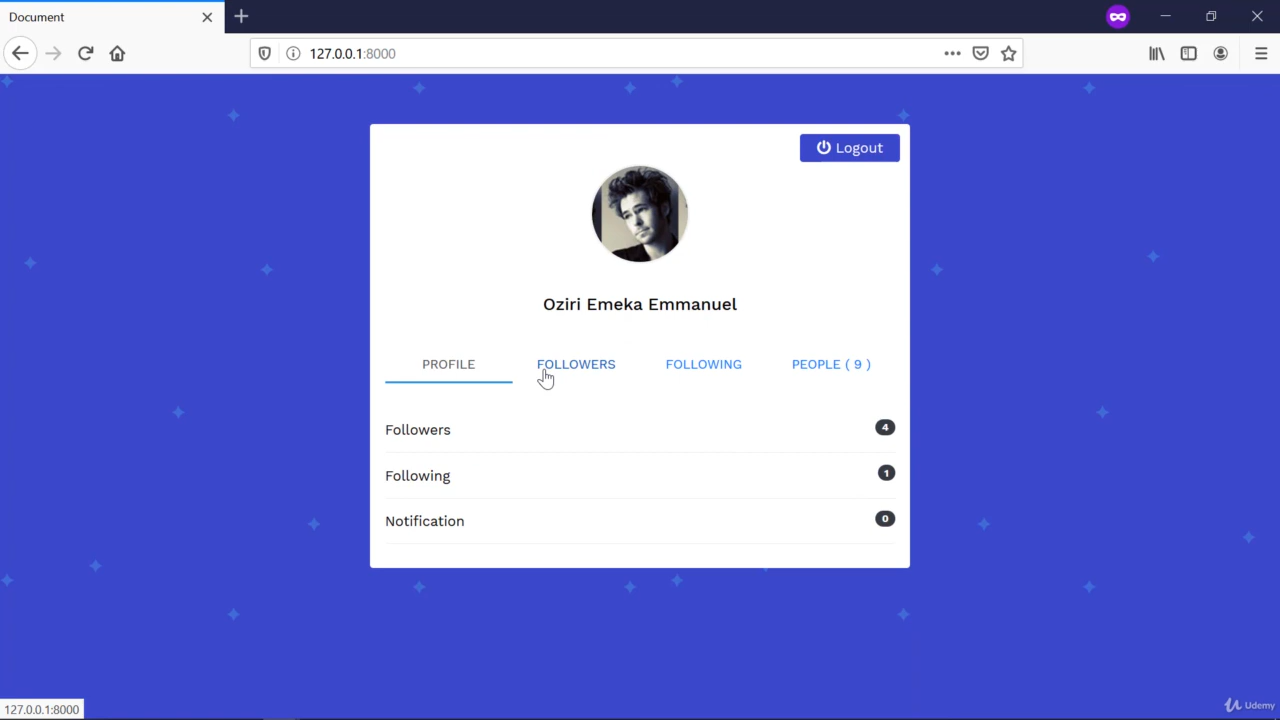 Document
127.0.0.1:8000
Logout
Oziri Emeka Emmanuel
PROFILE FOLLOWERS FOLLOWING PEOPLE ( 9 )
Followers 4
Following 1
Notification 0
127.0.0.1:8000
Udemy